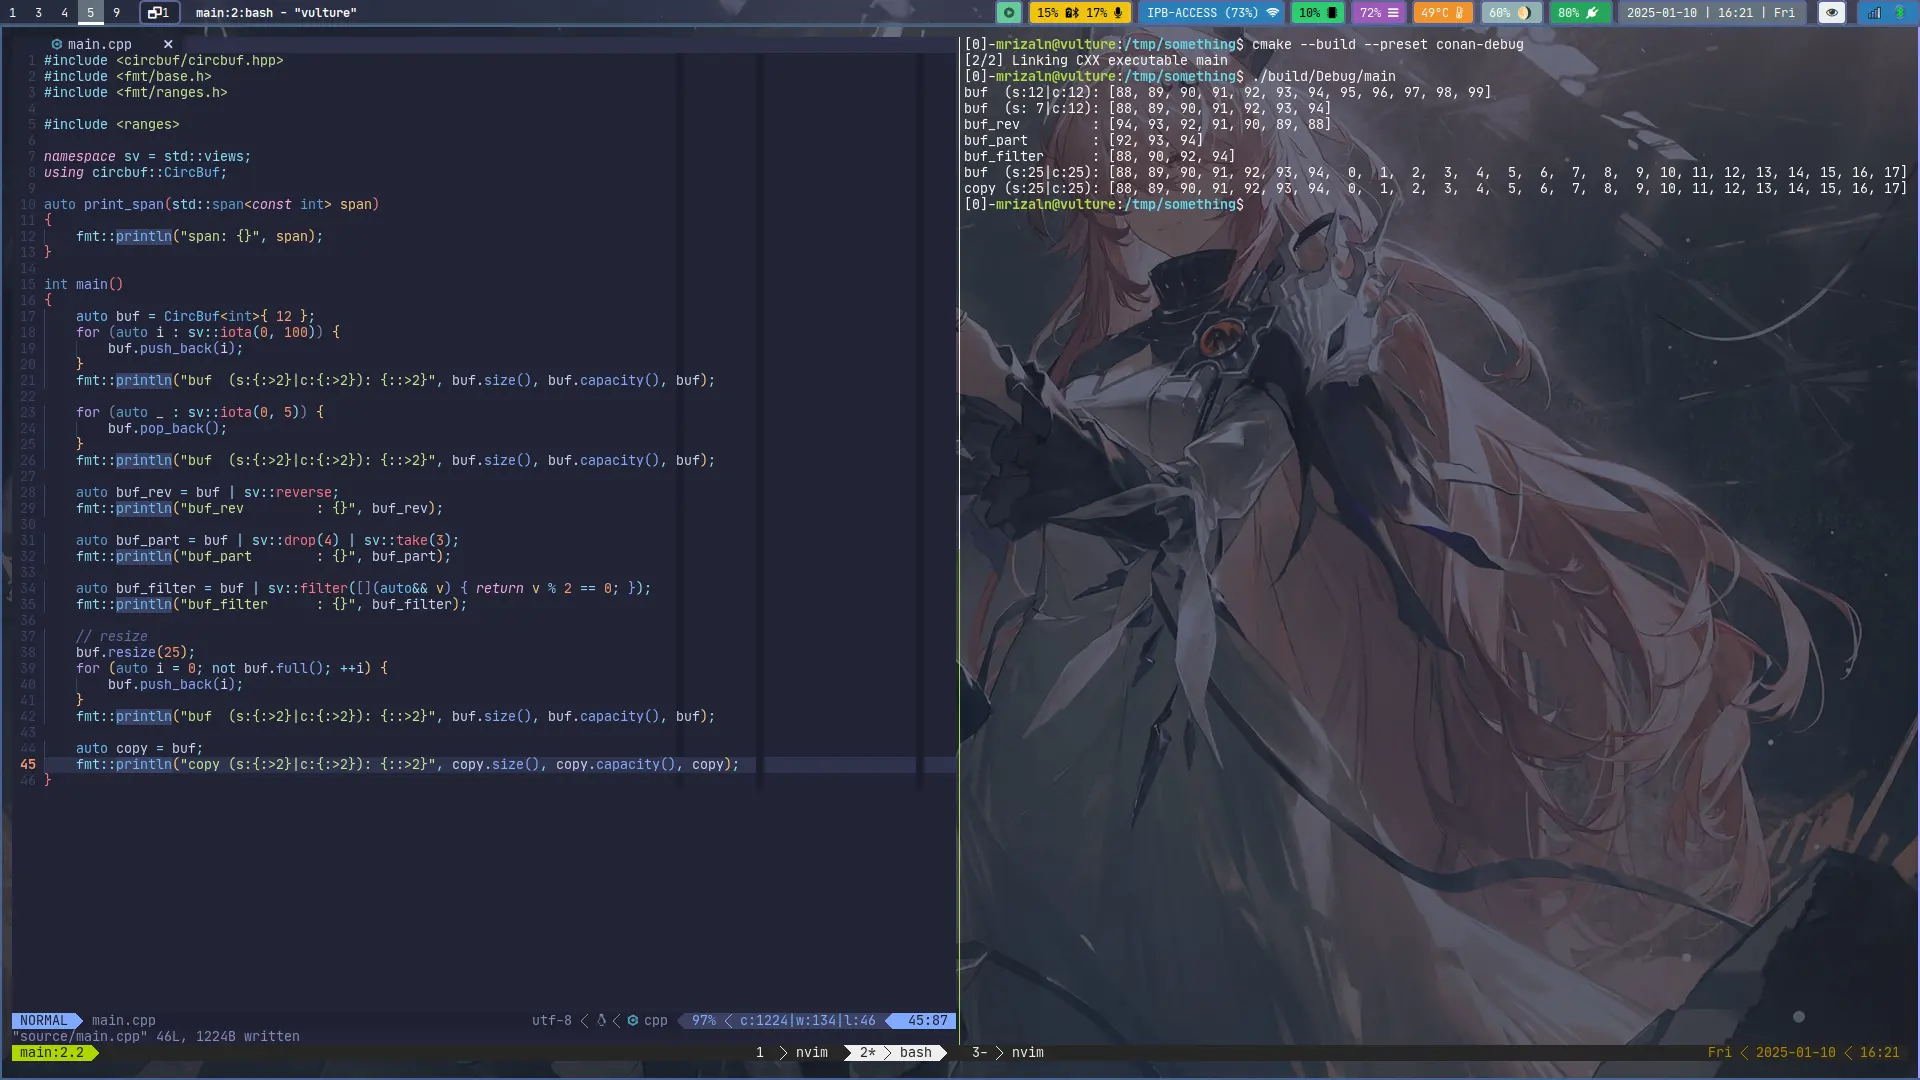 1 3 4 5 9 1 main:2:bash - "vulture" 15% 17% IPB-ACCESS (73%) 10% 72% 49°C 60% 80% 2025-01-10 | 16:21 | Fri
main.cpp ×
1 #include <circbuf/circbuf.hpp>
2 #include <fmt/base.h>
3 #include <fmt/ranges.h>
4
5 #include <ranges>
6
7 namespace sv = std::views;
8 using circbuf::CircBuf;
9
10 auto print_span(std::span<const int> span)
11 {
12     fmt::println("span: {}", span);
13 }
14
15 int main()
16 {
17     auto buf = CircBuf<int>{ 12 };
18     for (auto i : sv::iota(0, 100)) {
19         buf.push_back(i);
20     }
21     fmt::println("buf  (s:{:>2}|c:{:>2}): {::>2}", buf.size(), buf.capacity(), buf);
22
23     for (auto _ : sv::iota(0, 5)) {
24         buf.pop_back();
25     }
26     fmt::println("buf  (s:{:>2}|c:{:>2}): {::>2}", buf.size(), buf.capacity(), buf);
27
28     auto buf_rev = buf | sv::reverse;
29     fmt::println("buf_rev         : {}", buf_rev);
30
31     auto buf_part = buf | sv::drop(4) | sv::take(3);
32     fmt::println("buf_part        : {}", buf_part);
33
34     auto buf_filter = buf | sv::filter([](auto&& v) { return v % 2 == 0; });
35     fmt::println("buf_filter      : {}", buf_filter);
36
37     // resize
38     buf.resize(25);
39     for (auto i = 0; not buf.full(); ++i) {
40         buf.push_back(i);
41     }
42     fmt::println("buf  (s:{:>2}|c:{:>2}): {::>2}", buf.size(), buf.capacity(), buf);
43
44     auto copy = buf;
45     fmt::println("copy (s:{:>2}|c:{:>2}): {::>2}", copy.size(), copy.capacity(), copy);
46 }
NORMAL main.cpp utf-8 cpp 97% c:1224|w:134|l:46 45:87
"source/main.cpp" 46L, 1224B written
[0]-mrizaln@vulture:/tmp/something$ cmake --build --preset conan-debug
[2/2] Linking CXX executable main
[0]-mrizaln@vulture:/tmp/something$ ./build/Debug/main
buf  (s:12|c:12): [88, 89, 90, 91, 92, 93, 94, 95, 96, 97, 98, 99]
buf  (s: 7|c:12): [88, 89, 90, 91, 92, 93, 94]
buf_rev         : [94, 93, 92, 91, 90, 89, 88]
buf_part        : [92, 93, 94]
buf_filter      : [88, 90, 92, 94]
buf  (s:25|c:25): [88, 89, 90, 91, 92, 93, 94,  0,  1,  2,  3,  4,  5,  6,  7,  8,  9, 10, 11, 12, 13, 14, 15, 16, 17]
copy (s:25|c:25): [88, 89, 90, 91, 92, 93, 94,  0,  1,  2,  3,  4,  5,  6,  7,  8,  9, 10, 11, 12, 13, 14, 15, 16, 17]
[0]-mrizaln@vulture:/tmp/something$
main:2.2 1 nvim 2* bash 3- nvim Fri 2025-01-10 16:21